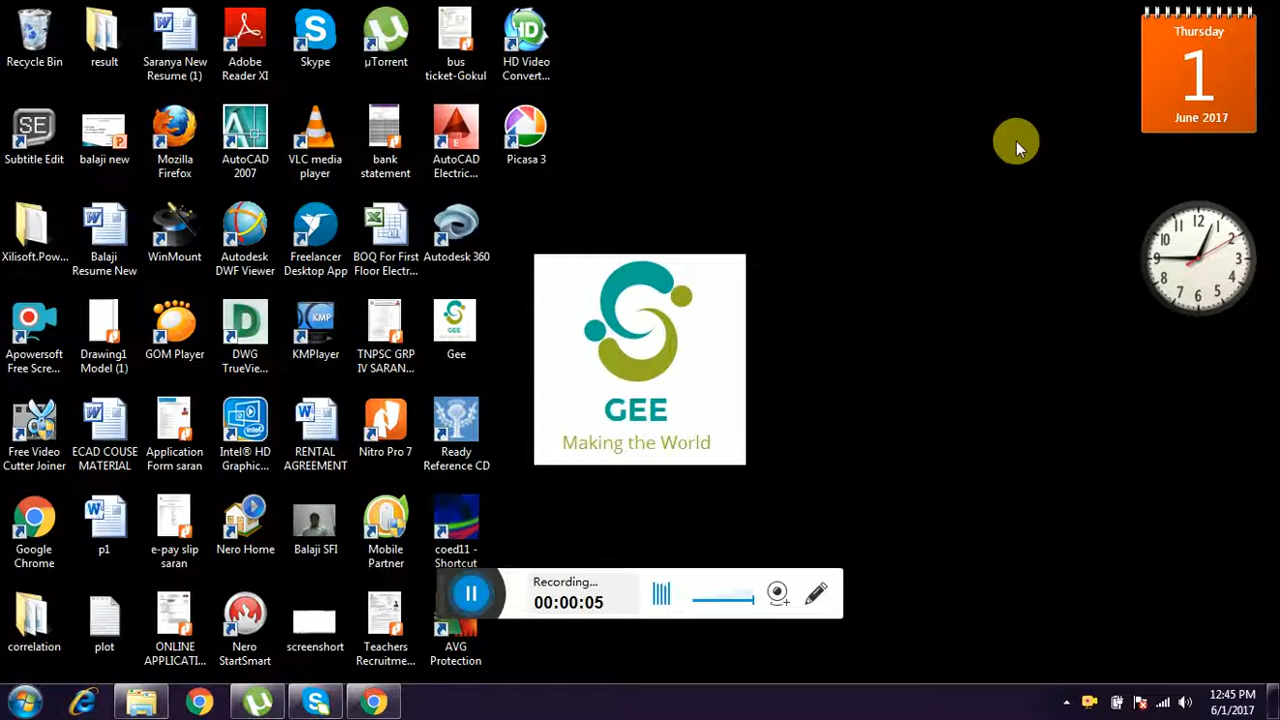 Recycle Bin
result
Saranya New
Resume (1)
Adobe
Reader XI
Skype
µTorrent
bus
ticket-Gokul
HD Video
Convert...
Subtitle Edit
balaji new
Mozilla
Firefox
AutoCAD
2007
VLC media
player
bank
statement
AutoCAD
Electric...
Picasa 3
Xilisoft.Pow...
Balaji
Resume New
WinMount
Autodesk
DWF Viewer
Freelancer
Desktop App
BOQ For First
Floor Electr...
Autodesk 360
Apowersoft
Free Scre...
Drawing1
Model (1)
GOM Player
DWG
TrueVie...
KMPlayer
TNPSC GRP
IV SARAN...
Gee
Free Video
Cutter Joiner
ECAD COUSE
MATERIAL
Application
Form saran
Intel® HD
Graphic...
RENTAL
AGREEMENT
Nitro Pro 7
Ready
Reference CD
Google
Chrome
p1
e-pay slip
saran
Nero Home
Balaji SFI
Mobile
Partner
coed11 -
Shortcut
correlation
plot
ONLINE
APPLICATI...
Nero
StartSmart
screenshort
Teachers
Recruitme...
AVG
Protection
GEE
Making the World
Recording...
00:00:05
Thursday
1
June 2017
12:45 PM
6/1/2017